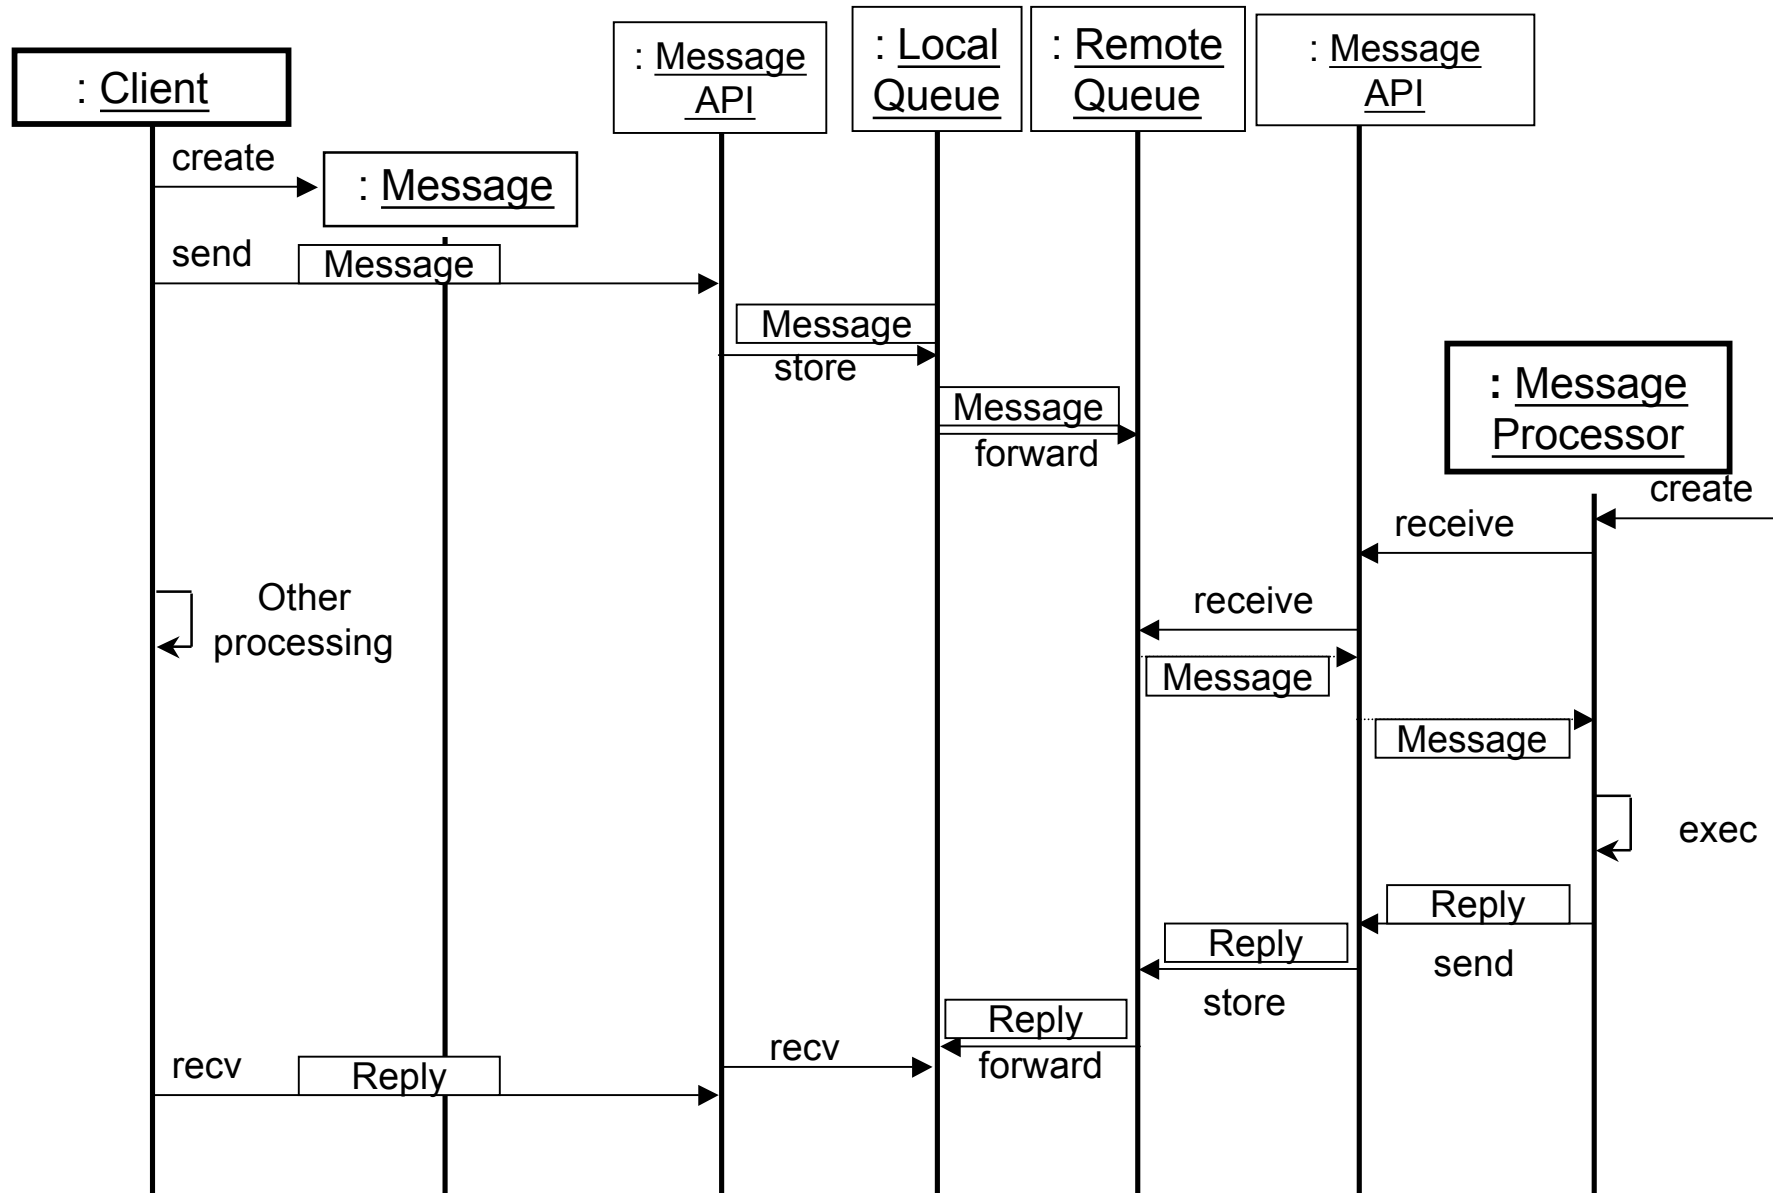 : Client
: Message
API
: Local
Queue
: Remote
Queue
: Message
API
create
: Message
send
Message
Message
store
Message
forward
: Message
Processor
create
receive
Other
processing
receive
Message
Message
exec
Reply
send
Reply
store
Reply
forward
recv
recv
Reply